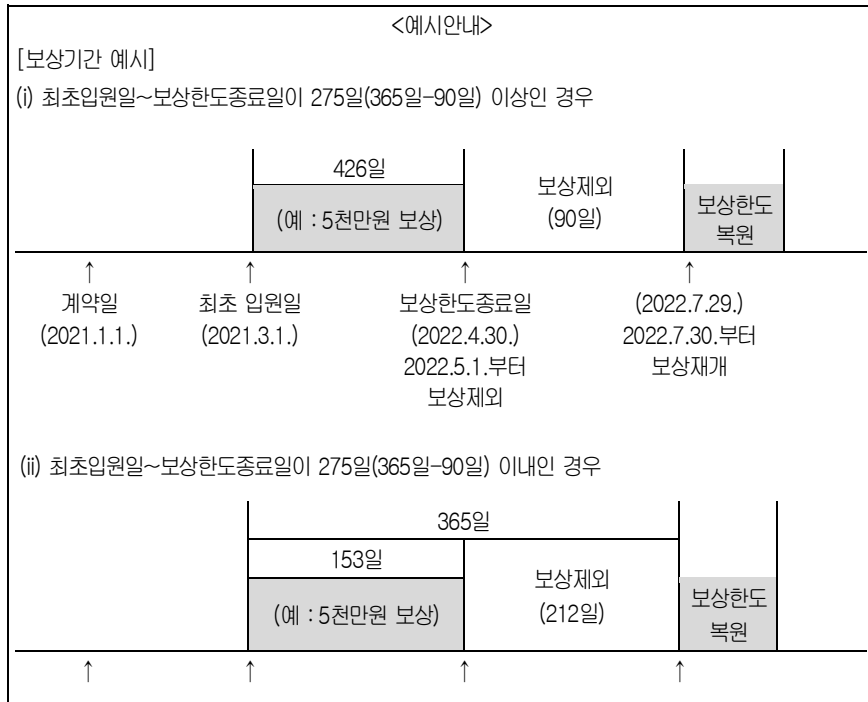 <예시안내>
[보상기간 예시]
(i) 최초입원일~보상한도종료일이 275일(365일-90일) 이상인 경우
426일
(예 : 5천만원 보상)
보상제외
(90일)
보상한도
복원
↑ ↑ ↑ ↑
계약일 최초 입원일 보상한도종료일 (2022.7.29.)
(2021.1.1.) (2021.3.1.) (2022.4.30.) 2022.7.30.부터
2022.5.1.부터 보상재개
보상제외
(ii) 최초입원일~보상한도종료일이 275일(365일-90일) 이내인 경우
365일
153일
(예 : 5천만원 보상)
보상제외
(212일)
보상한도
복원
↑ ↑ ↑ ↑